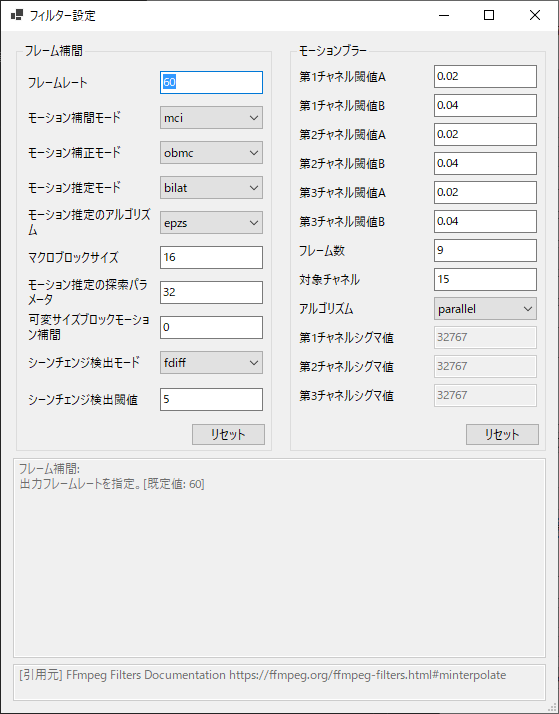 フィルター設定
フレーム補間
フレームレート 60
モーション補間モード mci
モーション補正モード obmc
モーション推定モード bilat
モーション推定のアルゴリズ
ム epzs
マクロブロックサイズ 16
モーション推定の探索パラ
メータ 32
可変サイズブロックモーショ
ン補間 0
シーンチェンジ検出モード fdiff
シーンチェンジ検出閾値 5
リセット
モーションブラー
第1チャネル閾値A 0.02
第1チャネル閾値B 0.04
第2チャネル閾値A 0.02
第2チャネル閾値B 0.04
第3チャネル閾値A 0.02
第3チャネル閾値B 0.04
フレーム数 9
対象チャネル 15
アルゴリズム parallel
第1チャネルシグマ値 32767
第2チャネルシグマ値 32767
第3チャネルシグマ値 32767
リセット
フレーム補間:
出力フレームレートを指定。[既定値: 60]
[引用元] FFmpeg Filters Documentation https://ffmpeg.org/ffmpeg-filters.html#minterpolate